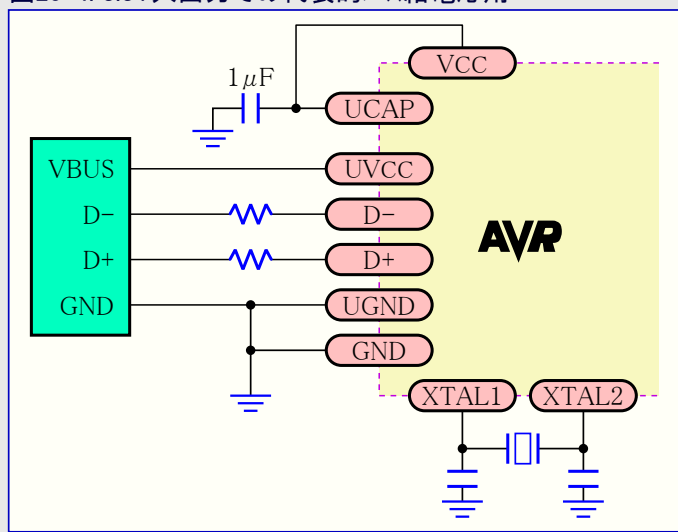 VCC
1μF
UCAP
VBUS
UVCC
D-
D-
D+
D+
GND
UGND
GND
AVR
XTAL1
XTAL2